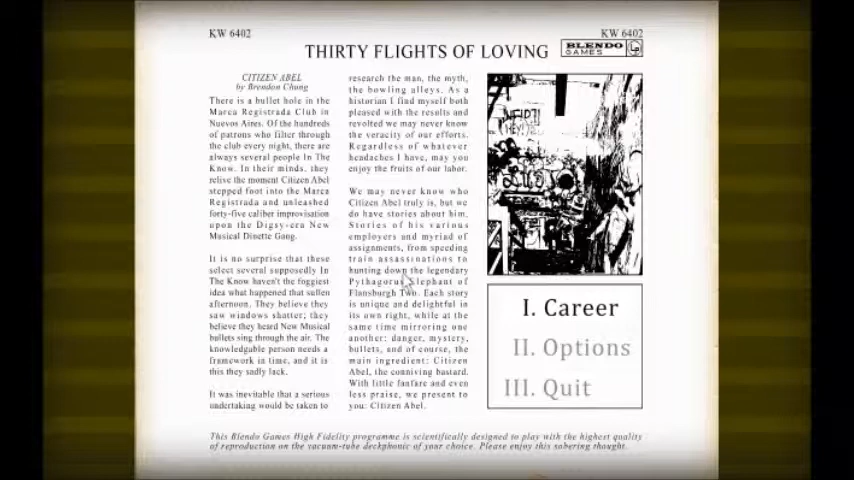 KW 6402
KW 6402
THIRTY FLIGHTS OF LOVING
BLENDO
GAMES
LP
CITIZEN ABEL
by Brendon Chung
There is a bullet hole in the
Marca Registrada Club in
Nuevos Aires. Of the hundreds
of patrons who filter through
the club every night, there are
always several people In The
Know. In their minds, they
relive the moment Citizen Abel
stepped foot into the Marca
Registrada and unleashed
forty-five caliber improvisation
upon the Digsy-era New
Musical Dinette Gang.
It is no surprise that these
select several supposedly In
The Know haven't the foggiest
idea what happened that sullen
afternoon. They believe they
saw windows shatter; they
believe they heard New Musical
bullets sing through the air. The
knowledgable person needs a
framework in time, and it is
this they sadly lack.
It was inevitable that a serious
undertaking would be taken to
research the man, the myth,
the bowling alleys. As a
historian I find myself both
pleased with the results and
revolted we may never know
the veracity of our efforts.
Regardless of whatever
headaches I have, may you
enjoy the fruits of our labor.
We may never know who
Citizen Abel truly is, but we
do have stories about him.
Stories of his various
employers and myriad of
assignments, from speeding
train assassinations to
hunting down the legendary
Pythagorus Elephant of
Flansburgh Two. Each story
is unique and delightful in
its own right, while at the
same time mirroring one
another: danger, mystery,
bullets, and of course, the
main ingredient: Citizen
Abel, the conniving bastard.
With little fanfare and even
less praise, we present to
you: Citizen Abel.
I. Career
II. Options
III. Quit
This Blendo Games High Fidelity programme is scientifically designed to play with the highest quality
of reproduction on the vacuum-tube deckphonic of your choice. Please enjoy this sobering thought.